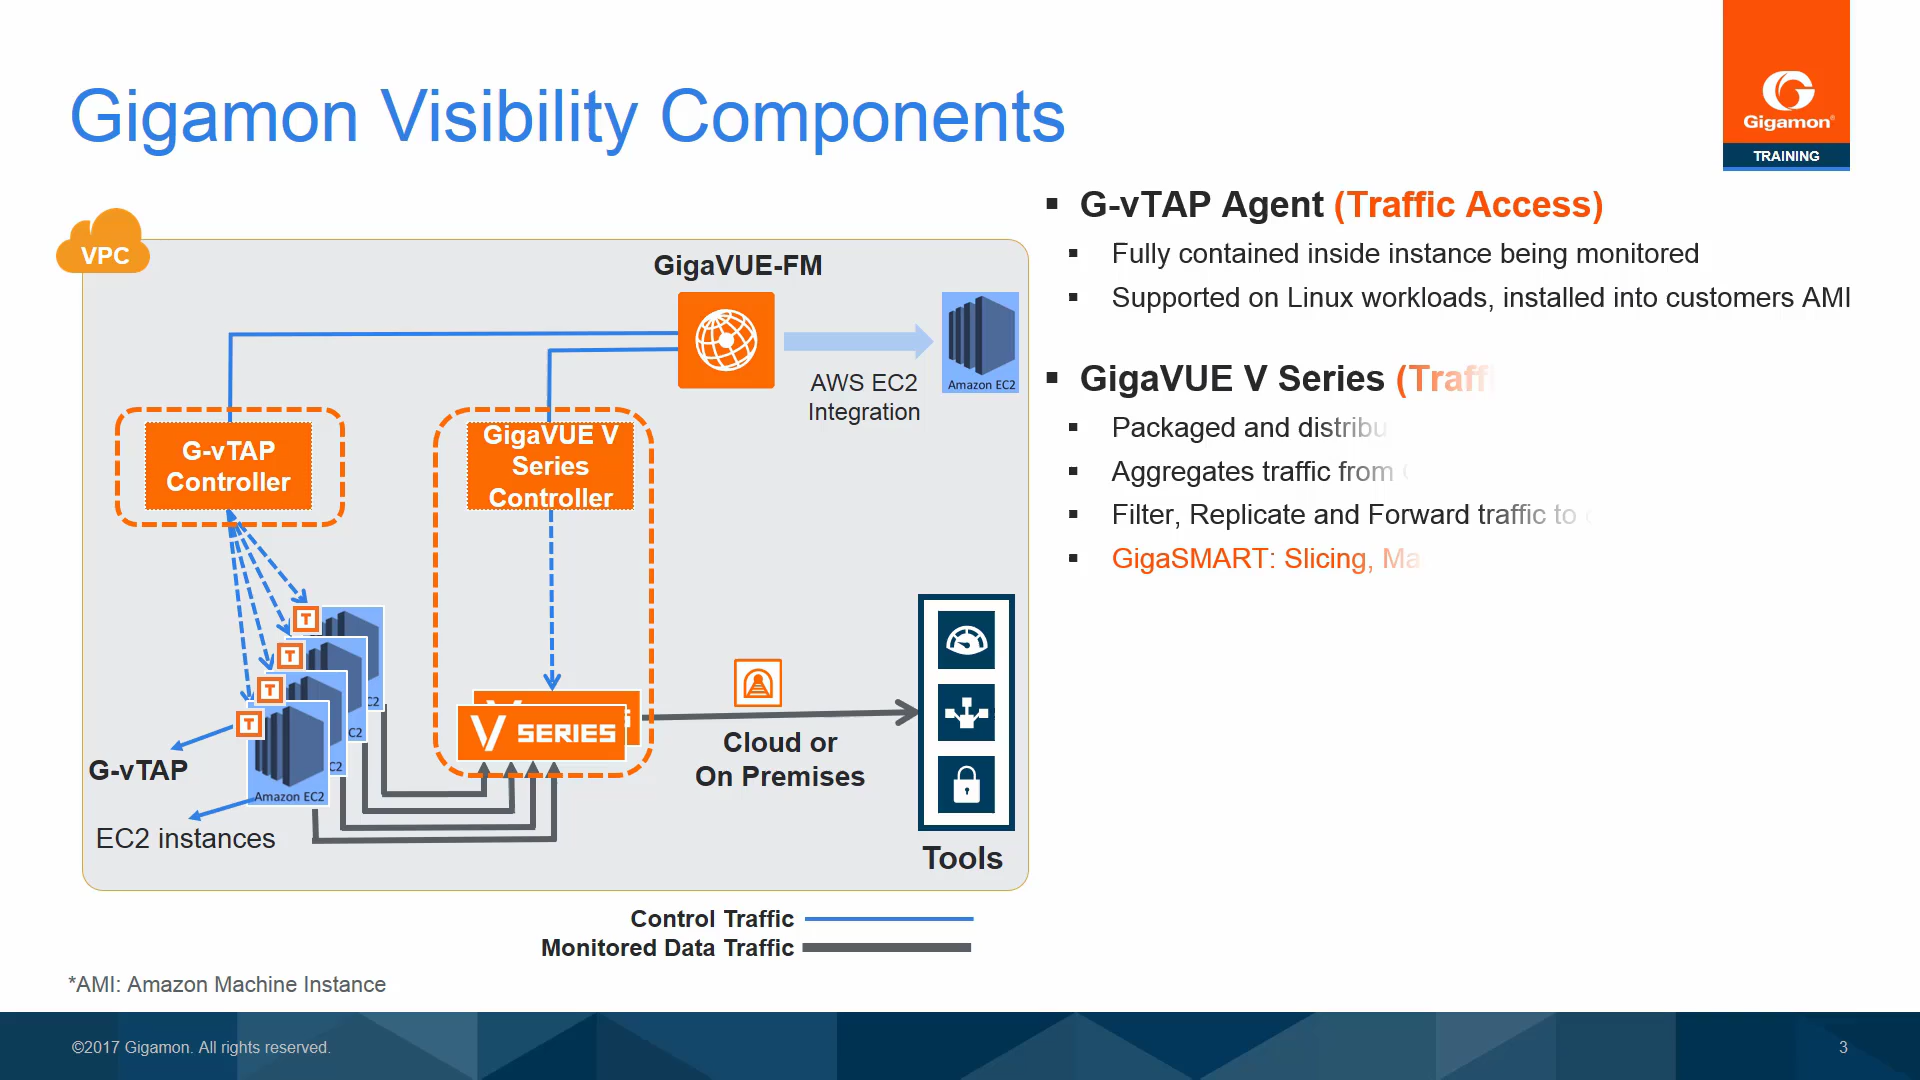 Gigamon Visibility Components
Gigamon®
TRAINING
VPC
GigaVUE-FM
AWS EC2
Integration
Amazon EC2
G-vTAP
Controller
GigaVUE V
Series
Controller
T
T
T
T
C2
C2
C2
Amazon EC2
G-vTAP
EC2 instances
V SERIES
Cloud or
On Premises
Tools
Control Traffic
Monitored Data Traffic
*AMI: Amazon Machine Instance
▪ G-vTAP Agent (Traffic Access)
▪ Fully contained inside instance being monitored
▪ Supported on Linux workloads, installed into customers AMI
▪ GigaVUE V Series (Traff
▪ Packaged and distribu
▪ Aggregates traffic from
▪ Filter, Replicate and Forward traffic to
▪ GigaSMART: Slicing, Ma
©2017 Gigamon. All rights reserved.
3